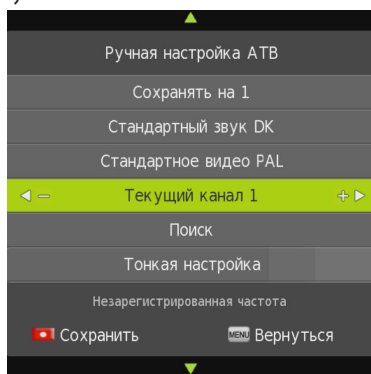 Ручная настройка АТВ
Сохранять на 1
Стандартный звук DK
Стандартное видео PAL
Текущий канал 1
Поиск
Тонкая настройка
Незарегистрированная частота
Сохранить MENU Вернуться